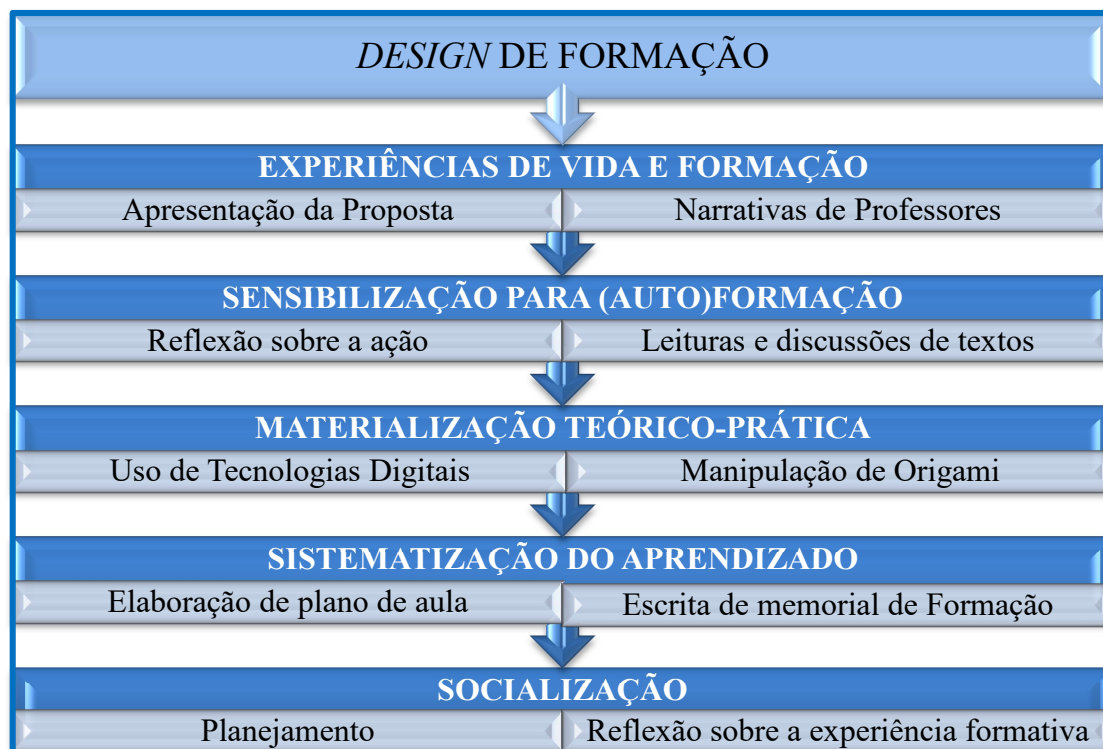 DESIGN DE FORMAÇÃO
EXPERIÊNCIAS DE VIDA E FORMAÇÃO
Apresentação da Proposta
Narrativas de Professores
SENSIBILIZAÇÃO PARA (AUTO)FORMAÇÃO
Reflexão sobre a ação
Leituras e discussões de textos
MATERIALIZAÇÃO TEÓRICO-PRÁTICA
Uso de Tecnologias Digitais
Manipulação de Origami
SISTEMATIZAÇÃO DO APRENDIZADO
Elaboração de plano de aula
Escrita de memorial de Formação
SOCIALIZAÇÃO
Planejamento
Reflexão sobre a experiência formativa